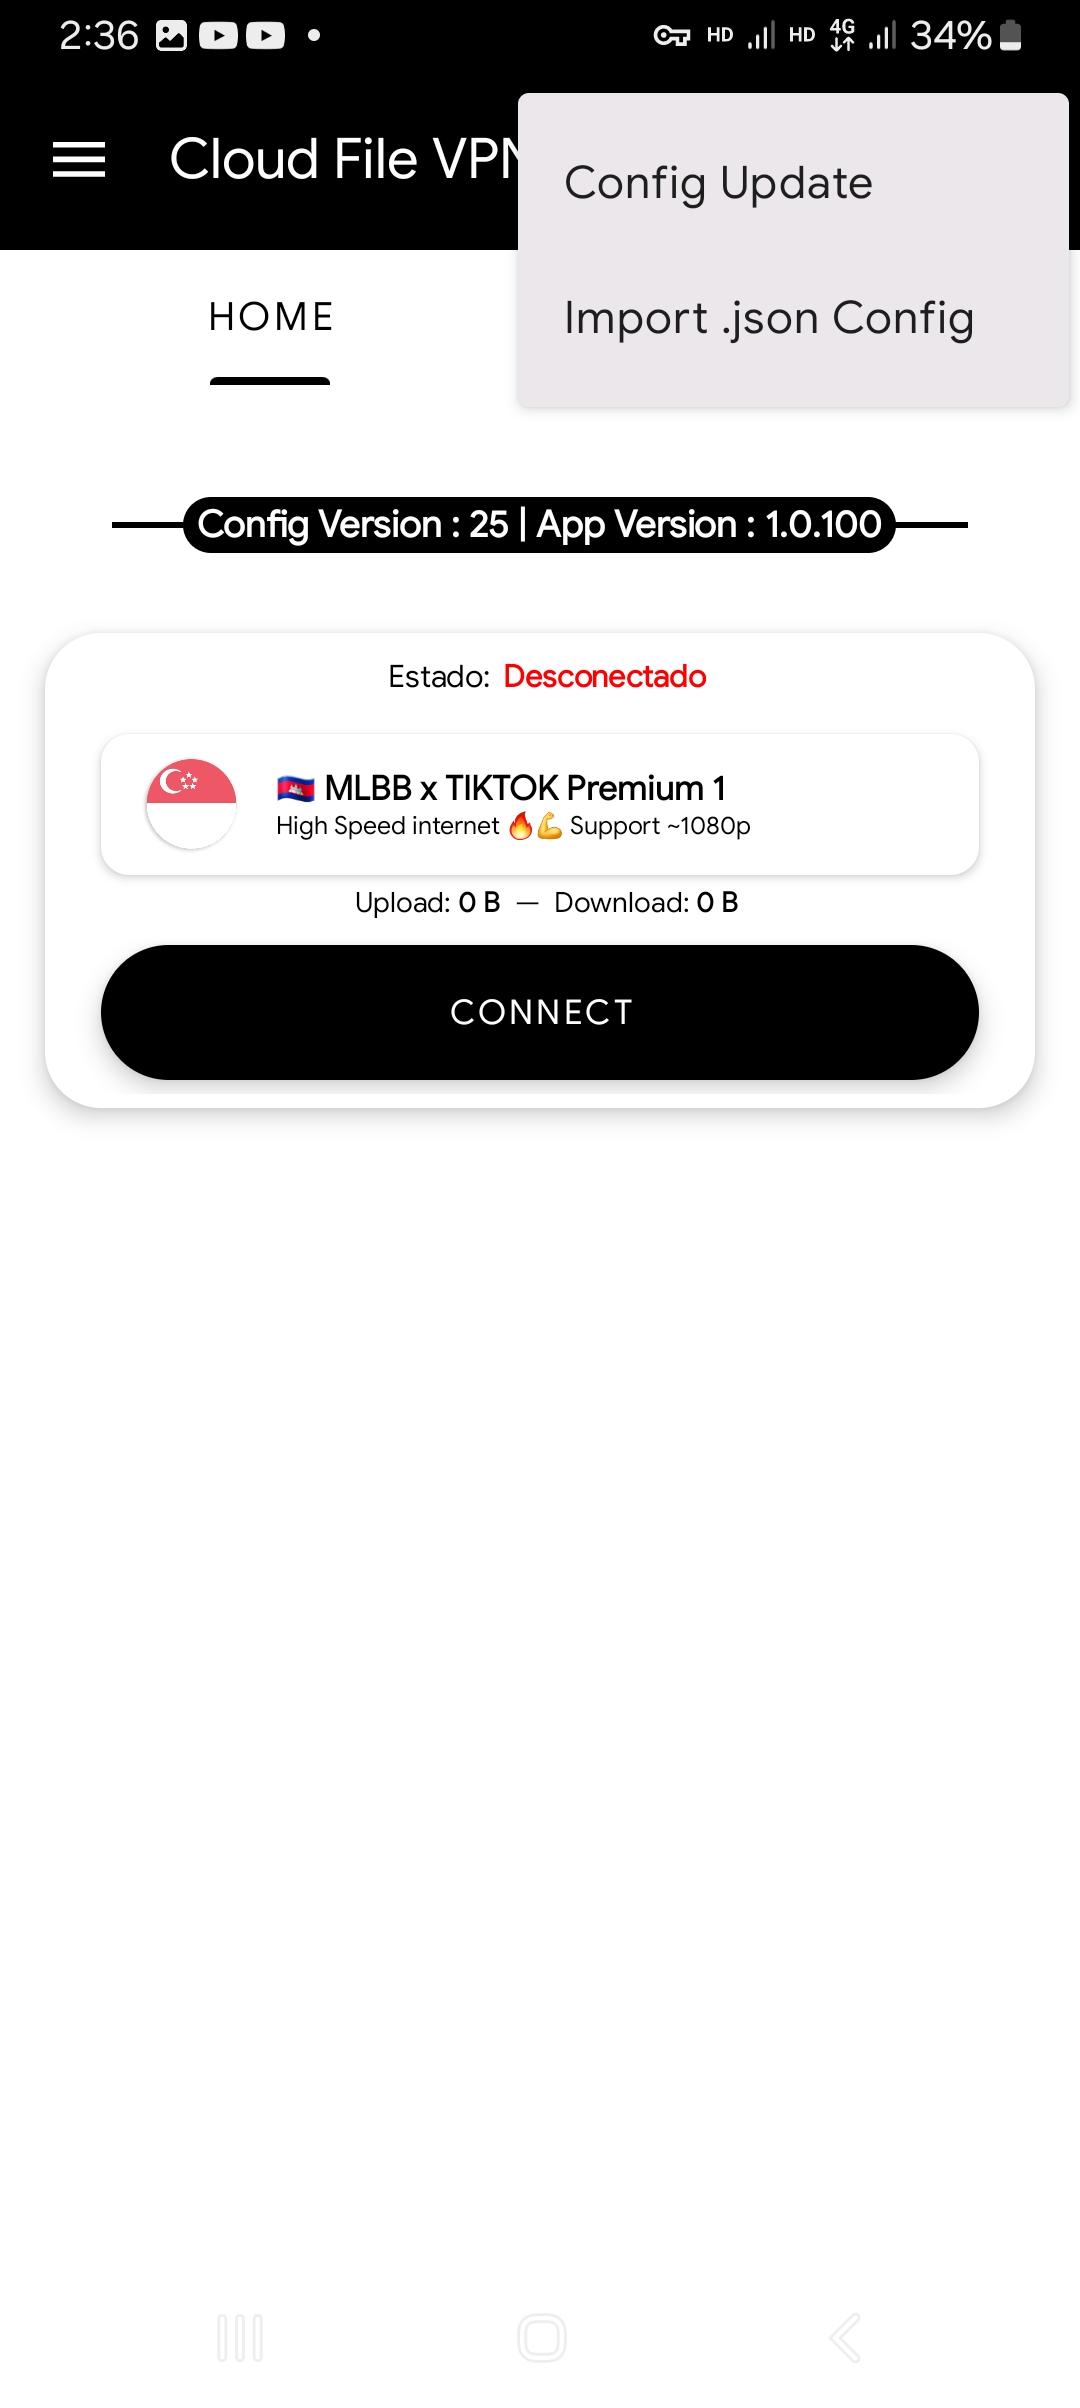 2:36
HD HD 4G 34%
Cloud File VPN
Config Update
Import .json Config
HOME
Config Version : 25 | App Version : 1.0.100
Estado: Desconectado
🇰🇭 MLBB x TIKTOK Premium 1
High Speed internet 🔥💪 Support ~1080p
Upload: 0 B — Download: 0 B
CONNECT